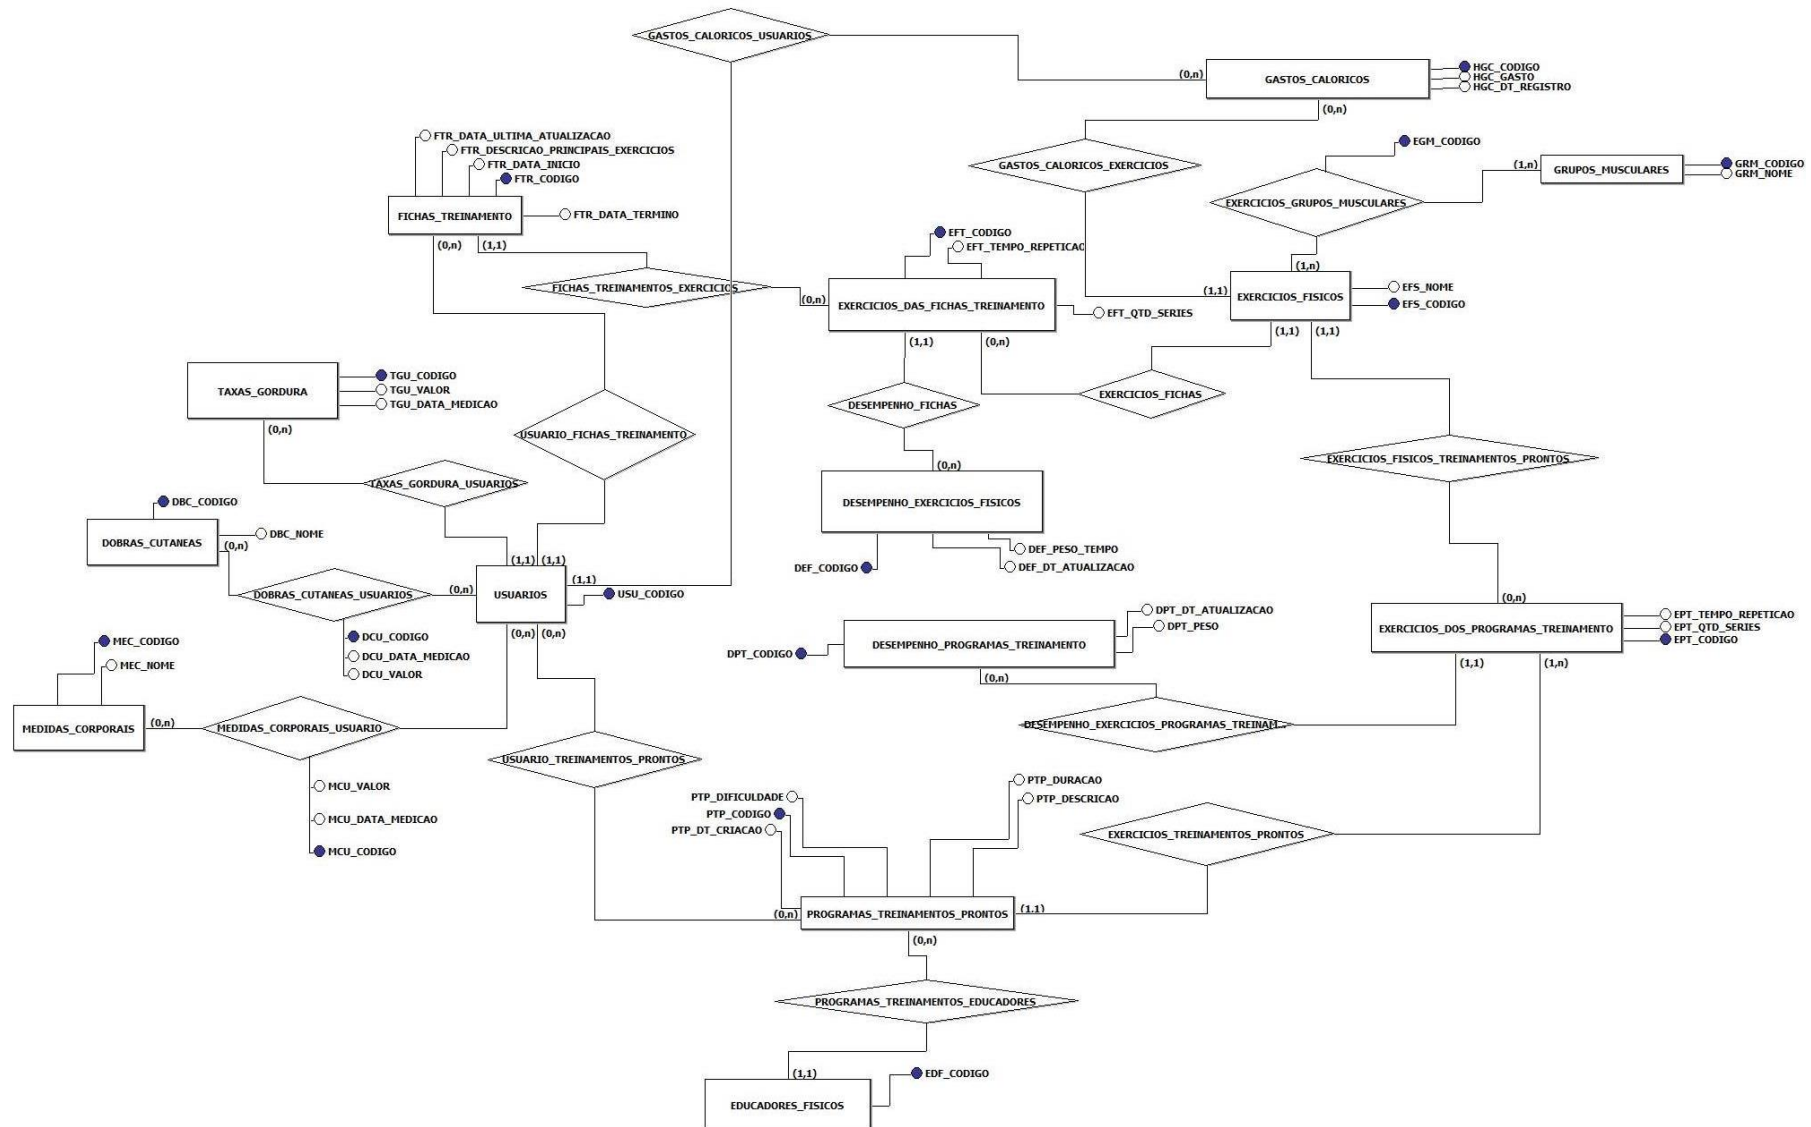 GASTOS_CALORICOS_USUARIOS
(0,n)
GASTOS_CALORICOS
HGC_CODIGO
HGC_GASTO
HGC_DT_REGISTRO
(0,n)
FTR_DATA_ULTIMA_ATUALIZACAO
FTR_DESCRICAO_PRINCIPAIS_EXERCICIOS
FTR_DATA_INICIO
FTR_CODIGO
FICHAS_TREINAMENTO
FTR_DATA_TERMINO
(0,n)
(1,1)
GASTOS_CALORICOS_EXERCICIOS
EGM_CODIGO
(1,n)
GRUPOS_MUSCULARES
GRM_CODIGO
GRM_NOME
EXERCICIOS_GRUPOS_MUSCULARES
EFT_CODIGO
EFT_TEMPO_REPETICAO
FICHAS_TREINAMENTOS_EXERCICIOS
(0,n)
EXERCICIOS_DAS_FICHAS_TREINAMENTO
EFT_QTD_SERIES
(1,n)
(1,1)
EXERCICIOS_FISICOS
EFS_NOME
EFS_CODIGO
(1,1)
(0,n)
(1,1)
(1,1)
TAXAS_GORDURA
TGU_CODIGO
TGU_VALOR
TGU_DATA_MEDICAO
(0,n)
DESEMPENHO_FICHAS
EXERCICIOS_FICHAS
USUARIO_FICHAS_TREINAMENTO
EXERCICIOS_FISICOS_TREINAMENTOS_PRONTOS
TAXAS_GORDURA_USUARIOS
(0,n)
DESEMPENHO_EXERCICIOS_FISICOS
DBC_CODIGO
DOBRAS_CUTANEAS
DBC_NOME
(0,n)
DEF_PESO_TEMPO
DEF_CODIGO
DEF_DT_ATUALIZACAO
(1,1)
(1,1)
(1,1)
DOBRAS_CUTANEAS_USUARIOS
(0,n)
USUARIOS
USU_CODIGO
(0,n)
(0,n)
(0,n)
EXERCICIOS_DOS_PROGRAMAS_TREINAMENTO
EPT_TEMPO_REPETICAO
EPT_QTD_SERIES
EPT_CODIGO
(1,1)
(1,n)
DPT_DT_ATUALIZACAO
DPT_PESO
DPT_CODIGO
DESEMPENHO_PROGRAMAS_TREINAMENTO
(0,n)
DCU_CODIGO
DCU_DATA_MEDICAO
DCU_VALOR
MEC_CODIGO
MEC_NOME
MEDIDAS_CORPORAIS
(0,n)
MEDIDAS_CORPORAIS_USUARIO
DESEMPENHO_EXERCICIOS_PROGRAMAS_TREINAM...
USUARIO_TREINAMENTOS_PRONTOS
MCU_VALOR
MCU_DATA_MEDICAO
MCU_CODIGO
PTP_DIFICULDADE
PTP_CODIGO
PTP_DT_CRIACAO
PTP_DURACAO
PTP_DESCRICAO
EXERCICIOS_TREINAMENTOS_PRONTOS
(0,n)
PROGRAMAS_TREINAMENTOS_PRONTOS
(1,1)
(0,n)
PROGRAMAS_TREINAMENTOS_EDUCADORES
(1,1)
EDF_CODIGO
EDUCADORES_FISICOS